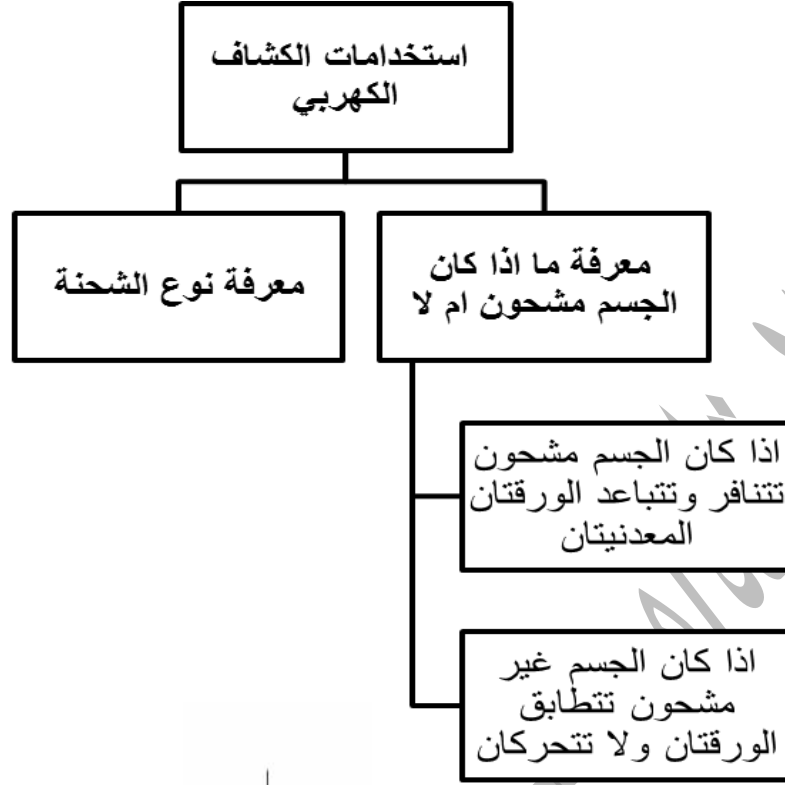 استخدامات الكشاف
الكهربي
معرفة ما اذا كان
الجسم مشحون ام لا
معرفة نوع الشحنة
اذا كان الجسم مشحون
تتنافر وتتباعد الورقتان
المعدنيتان
اذا كان الجسم غير
مشحون تتطابق
الورقتان ولا تتحركان